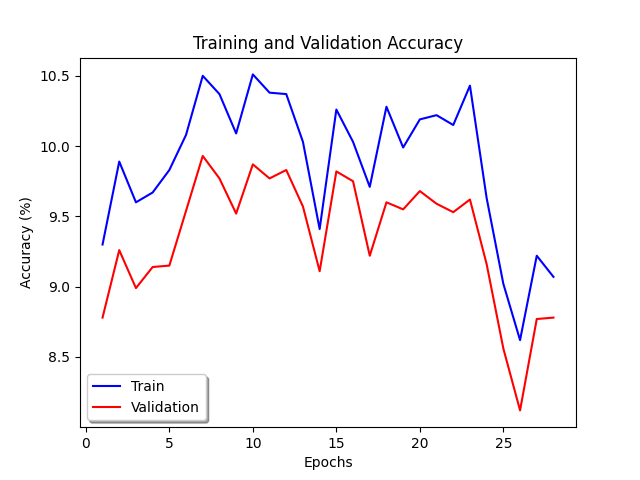 Training and Validation Accuracy
Accuracy (%)
10.5
10.0
9.5
9.0
8.5
Train
Validation
0
5
10
15
20
25
Epochs